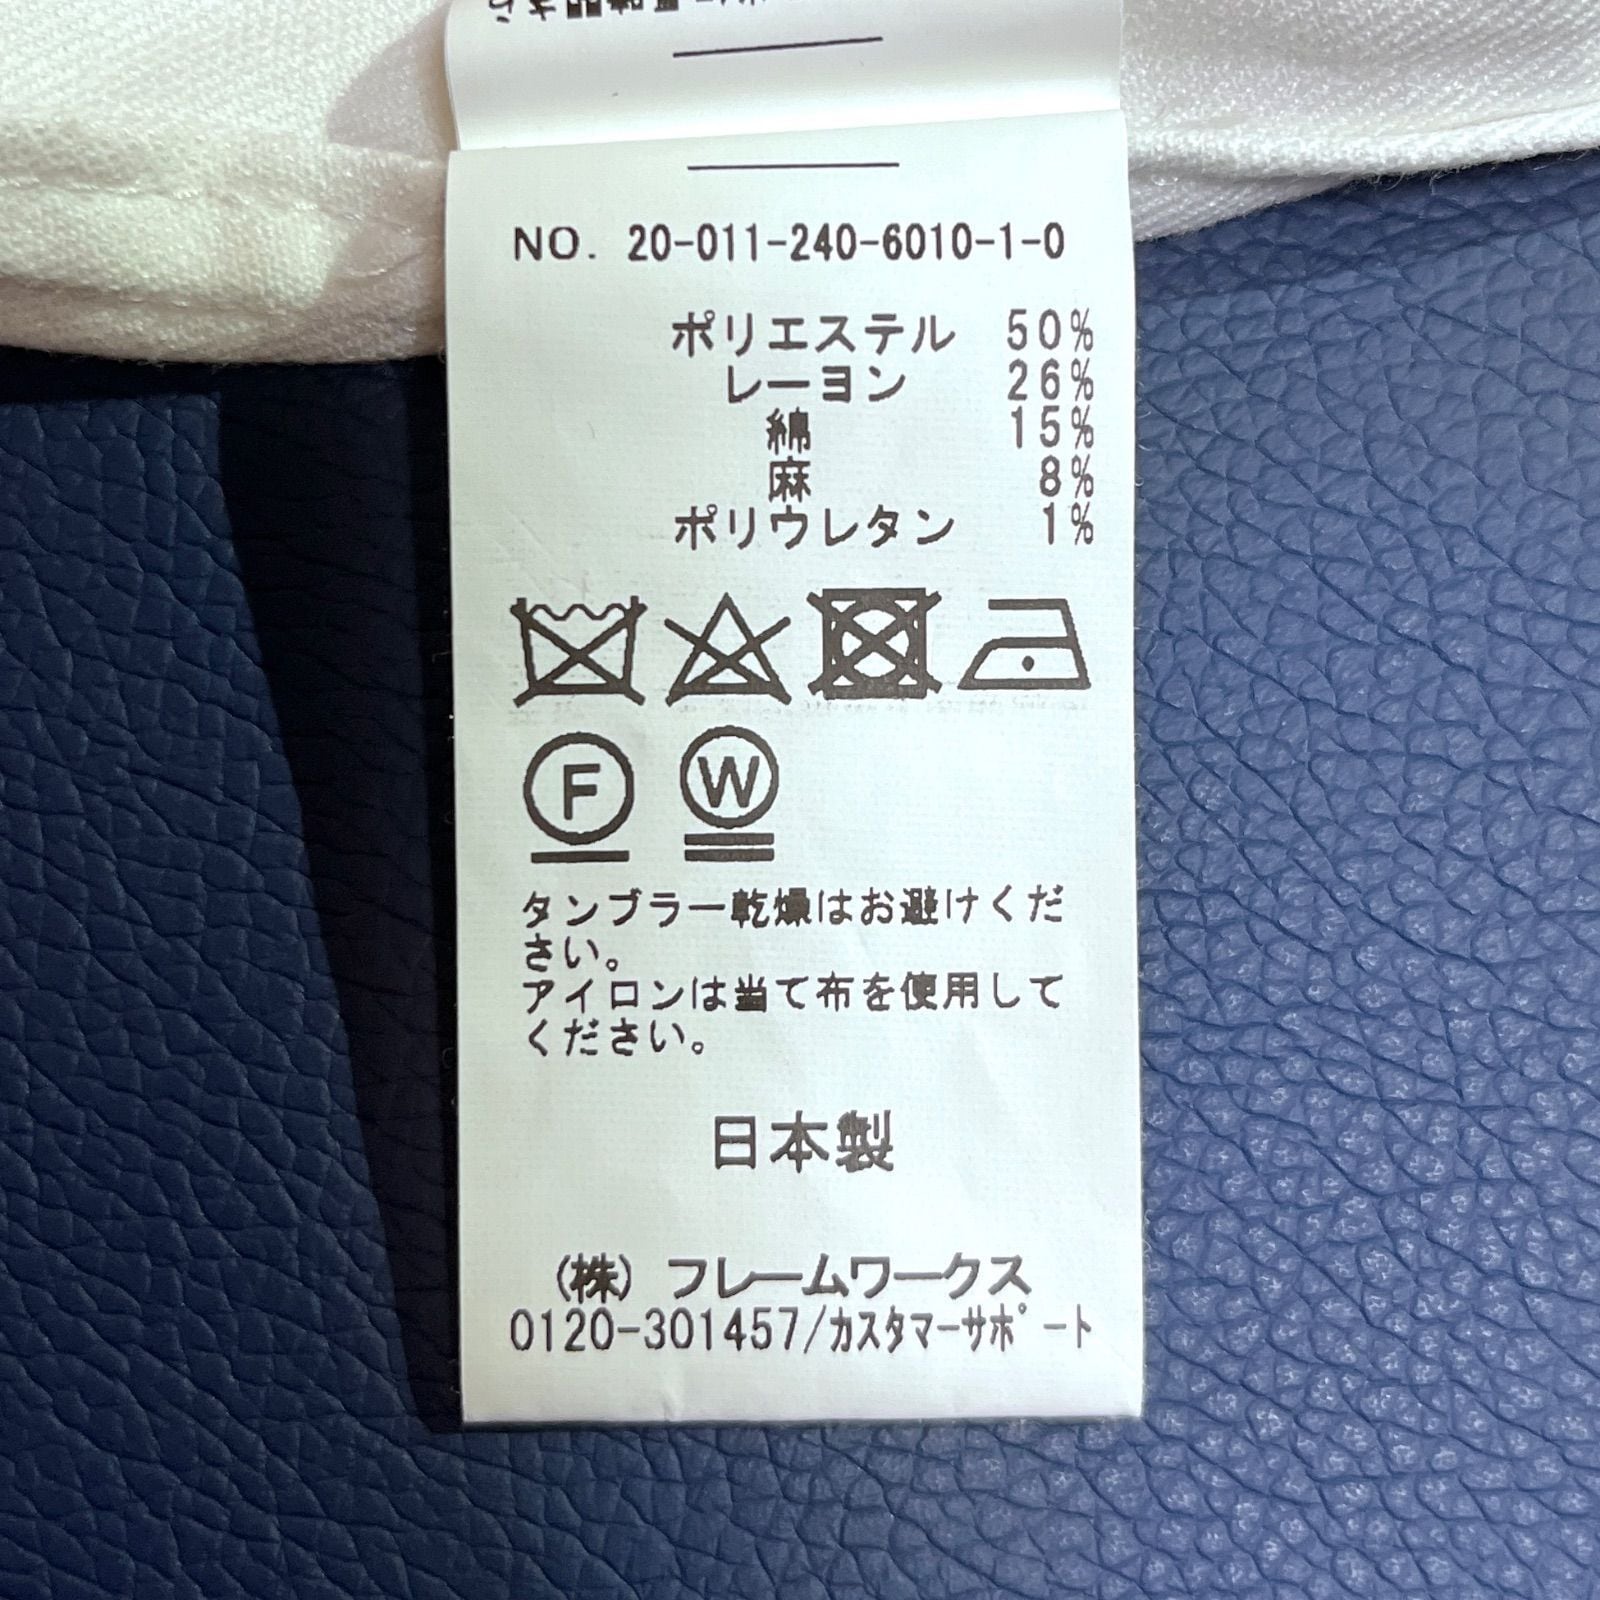 NO. 20-011-240-6010-1-0
ポリエステル 50%
レーヨン 26%
綿 15%
麻 8%
ポリウレタン 1%
F W
タンブラー乾燥はお避けくだ
さい。
アイロンは当て布を使用して
ください。
日本製
(株) フレームワークス
0120-301457/カスタマーサポート